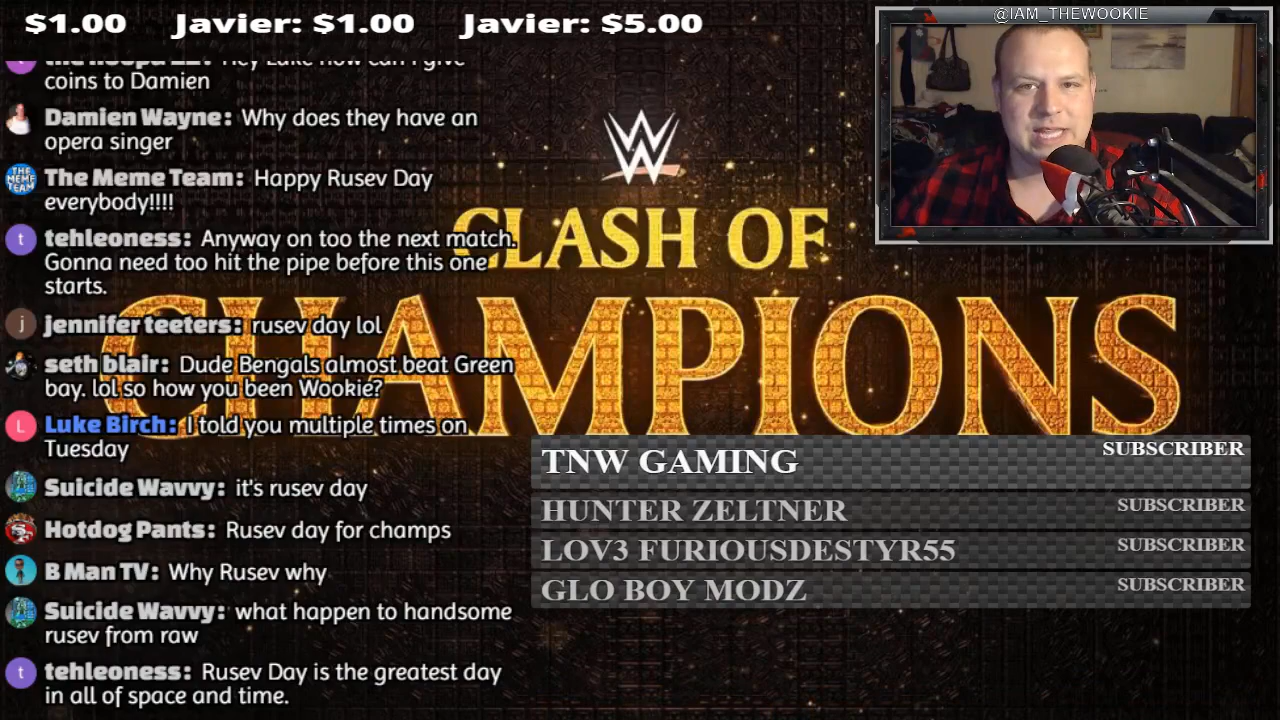 $1.00 Javier: $1.00 Javier: $5.00
@IAM_THEWOOKIE
coins to Damien
Damien Wayne: Why does they have an
opera singer
The Meme Team: Happy Rusev Day
everybody!!!!
tehleoness: Anyway on too the next match.
Gonna need too hit the pipe before this one
starts.
jennifer teeters: rusev day lol
seth blair: Dude Bengals almost beat Green
bay. lol so how you been Wookie?
Luke Birch: I told you multiple times on
Tuesday
Suicide Wavvy: it's rusev day
Hotdog Pants: Rusev day for champs
B Man TV: Why Rusev why
Suicide Wavvy: what happen to handsome
rusev from raw
tehleoness: Rusev Day is the greatest day
in all of space and time.
W
CLASH OF
CHAMPIONS
TNW GAMING SUBSCRIBER
HUNTER ZELTNER SUBSCRIBER
LOV3 FURIOUSDESTYR55 SUBSCRIBER
GLO BOY MODZ SUBSCRIBER